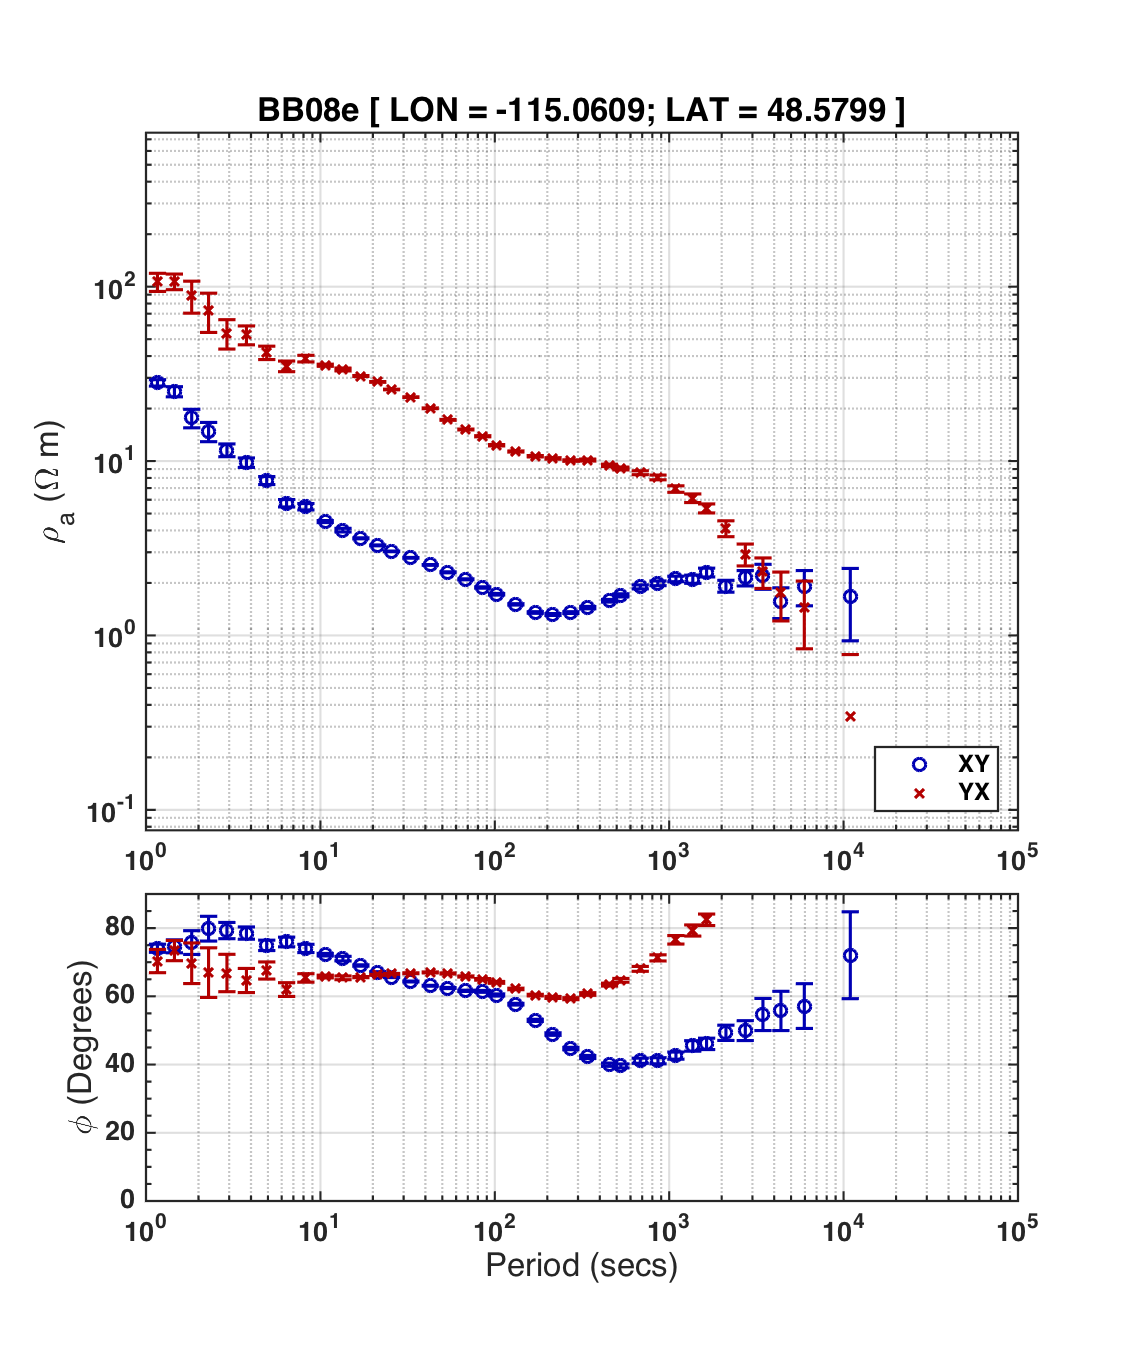 BB08e [ LON = -115.0609; LAT = 48.5799 ]
ρa (Ω m)
10^2
10^1
10^0
10^-1
XY
YX
10^0 10^1 10^2 10^3 10^4 10^5
ϕ (Degrees)
80
60
40
20
0
10^0 10^1 10^2 10^3 10^4 10^5
Period (secs)